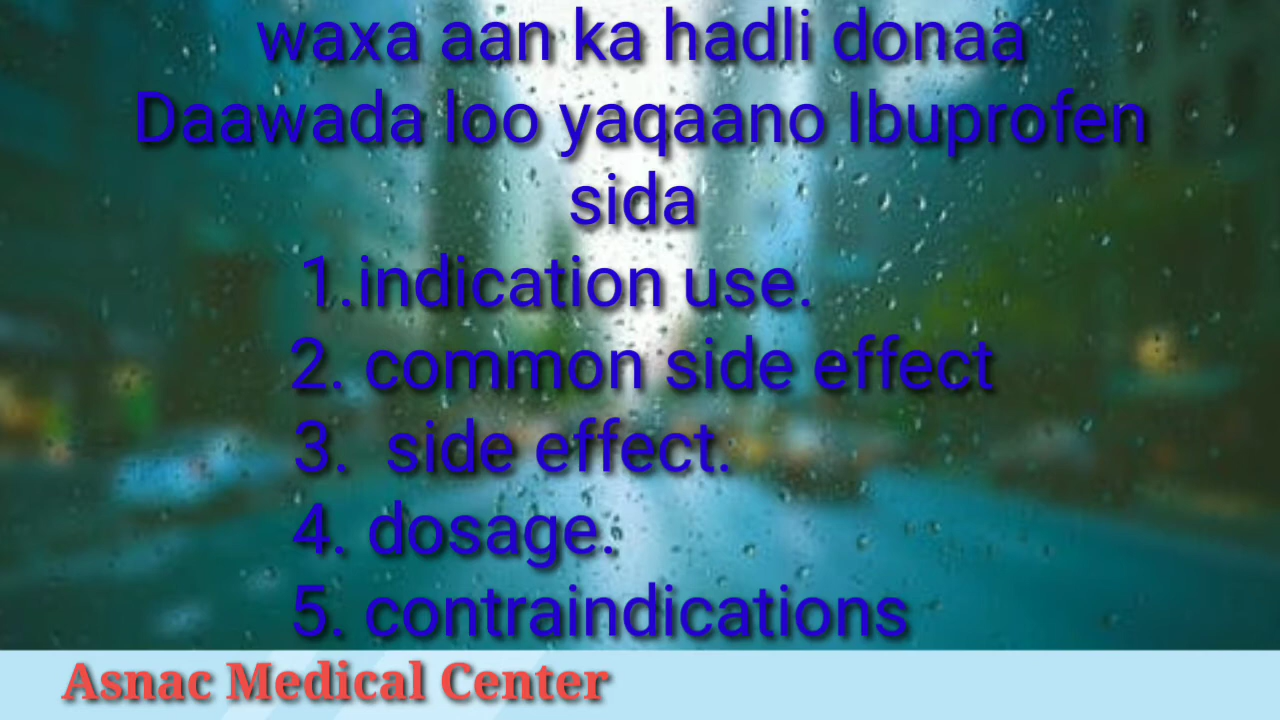 waxa aan ka hadli donaa
Daawada loo yaqaano Ibuprofen
sida
1.indication use.
2. common side effect
3. side effect.
4. dosage.
5. contraindications
Asnac Medical Center